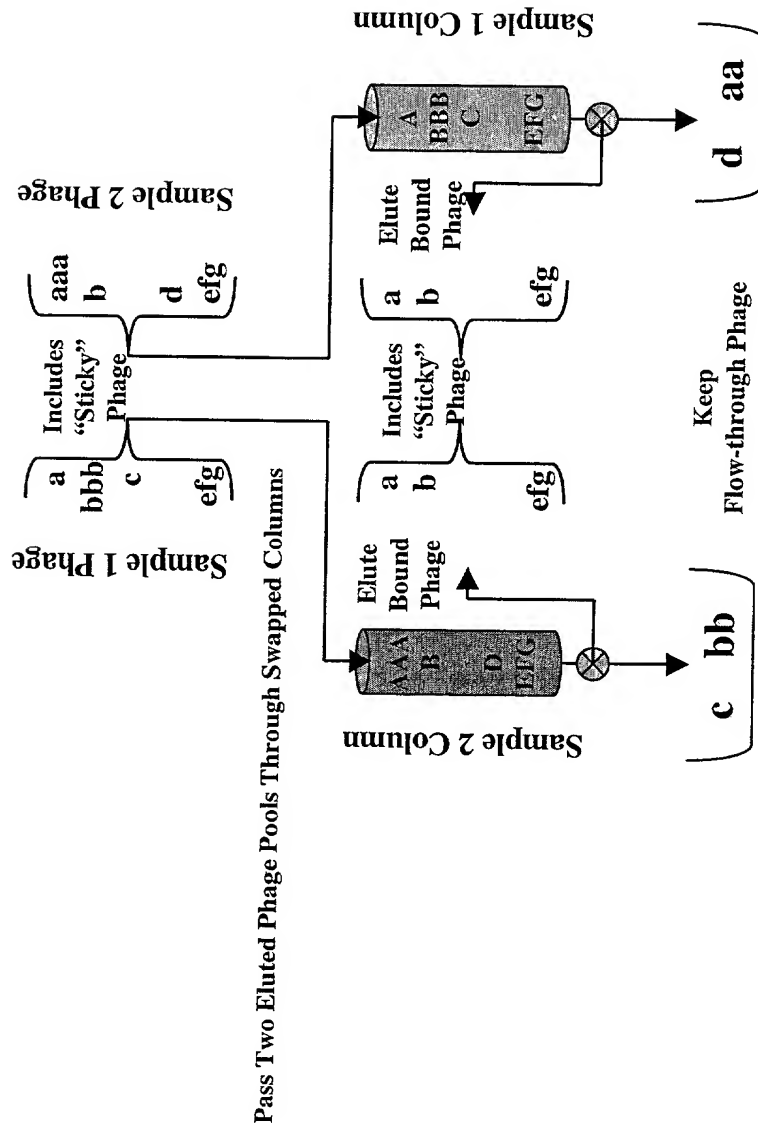 Sample 1 Phage
a
bbb
c
efg
Includes
“Sticky”
Phage
aaa
b
d
efg
Sample 2 Phage
Pass Two Eluted Phage Pools Through Swapped Columns
Sample 2 Column
AAA
B
D
EFG
Elute
Bound
Phage
a
b
efg
Includes
“Sticky”
Phage
a
b
efg
Elute
Bound
Phage
A
BBB
C
EFG
Sample 1 Column
c bb
Keep
Flow-through Phage
d aa